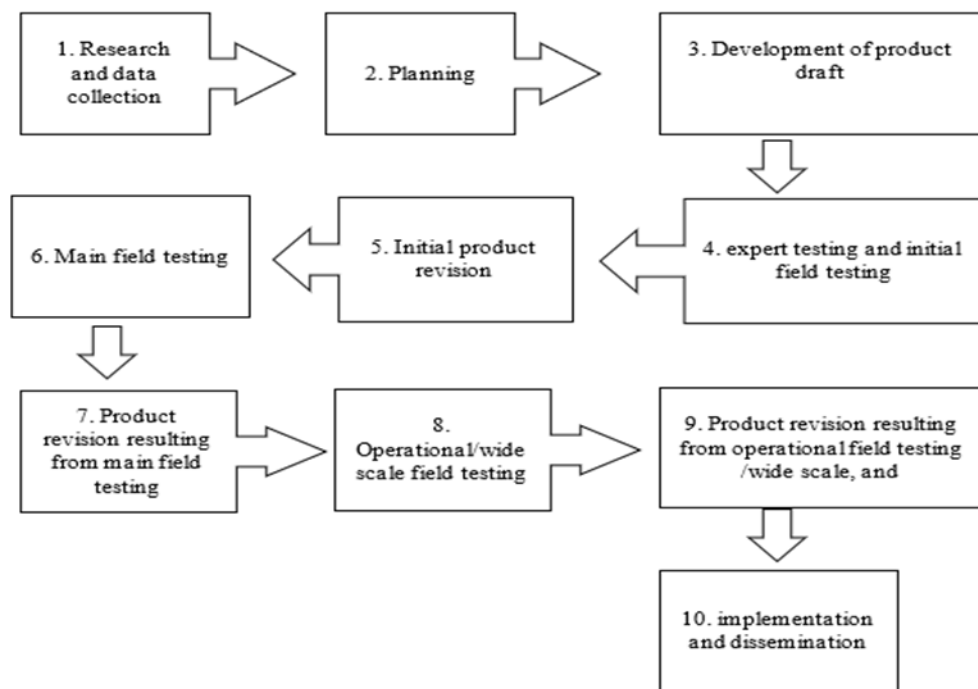 1. Research
and data
collection
2. Planning
3. Development of product
draft
4. expert testing and initial
field testing
5. Initial product
revision
6. Main field testing
7. Product
revision resulting
from main field
testing
8.
Operational/wide
scale field testing
9. Product revision resulting
from operational field testing
/wide scale, and
10. implementation
and dissemination